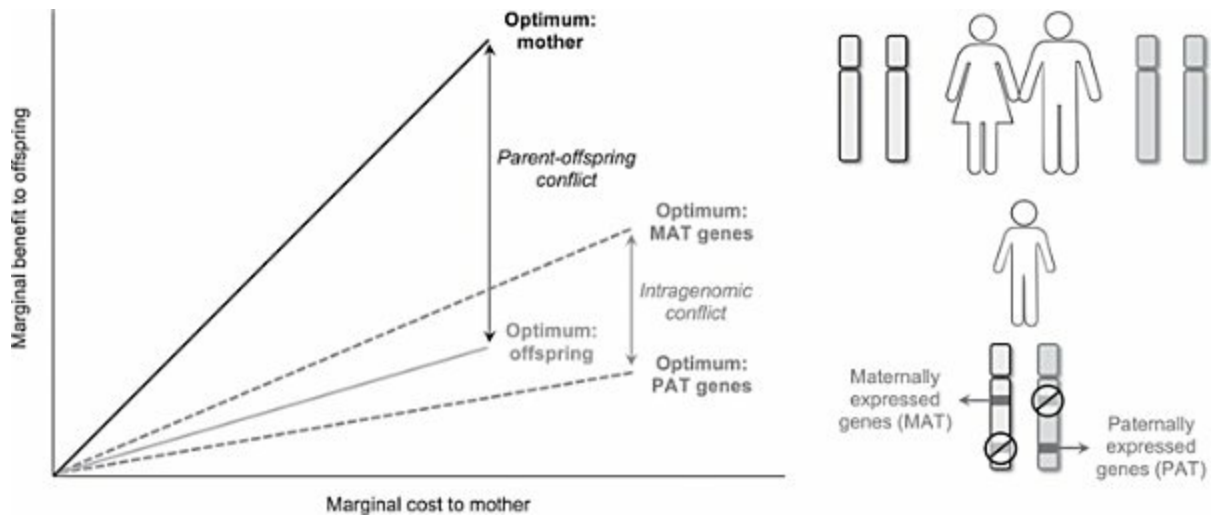 Marginal benefit to offspring
Optimum:
mother
Parent-offspring
conflict
Optimum:
MAT genes
Intragenomic
conflict
Optimum:
offspring
Optimum:
PAT genes
Marginal cost to mother
Maternally
expressed
genes (MAT)
Paternally
expressed
genes (PAT)